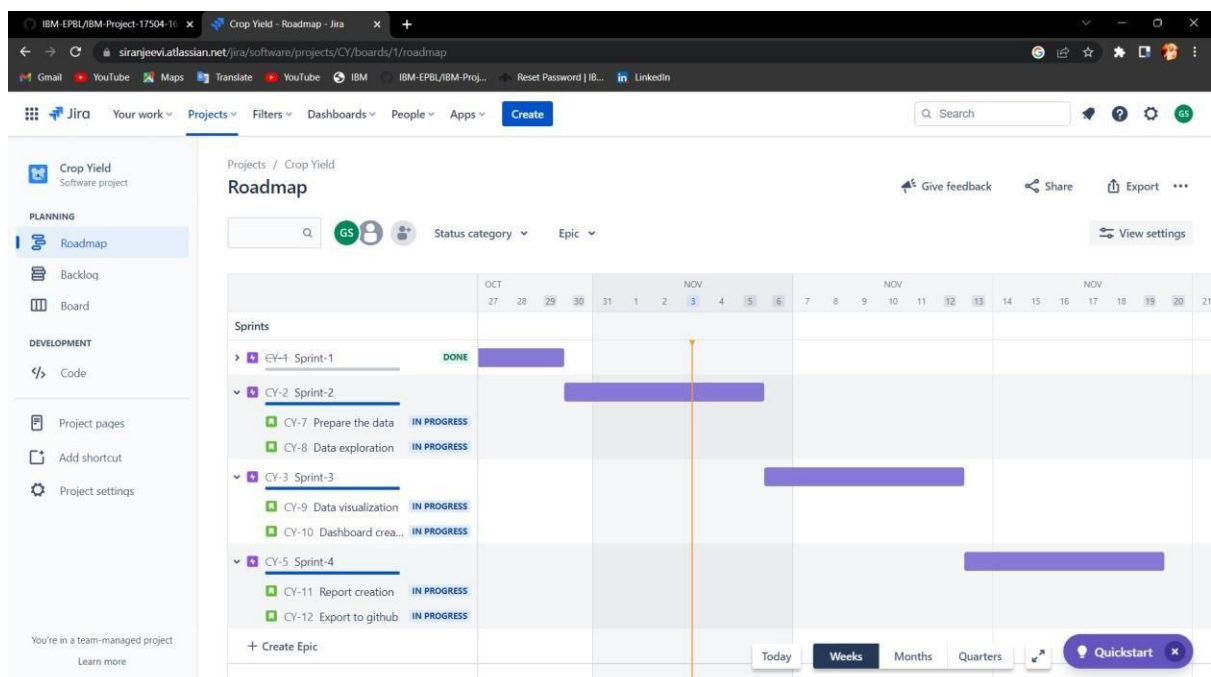 IBM-EPBL/IBM-Project-17504-16
Crop Yield - Roadmap - Jira
siranjeevi.atlassian.net/jira/software/projects/CY/boards/1/roadmap
Gmail YouTube Maps Translate YouTube IBM IBM-EPBL/IBM-Proj... Reset Password | IB... LinkedIn
Jira Your work Projects Filters Dashboards People Apps Create Search GS
Crop Yield
Software project
PLANNING
Roadmap
Backlog
Board
DEVELOPMENT
Code
Project pages
Add shortcut
Project settings
You're in a team-managed project
Learn more
Projects / Crop Yield
Roadmap
Give feedback Share Export
GS Status category Epic View settings
OCT NOV NOV NOV
27 28 29 30 31 1 2 3 4 5 6 7 8 9 10 11 12 13 14 15 16 17 18 19 20 21
Sprints
CY-1 Sprint-1 DONE
CY-2 Sprint-2
CY-7 Prepare the data IN PROGRESS
CY-8 Data exploration IN PROGRESS
CY-3 Sprint-3
CY-9 Data visualization IN PROGRESS
CY-10 Dashboard crea... IN PROGRESS
CY-5 Sprint-4
CY-11 Report creation IN PROGRESS
CY-12 Export to github IN PROGRESS
+ Create Epic
Today Weeks Months Quarters Quickstart